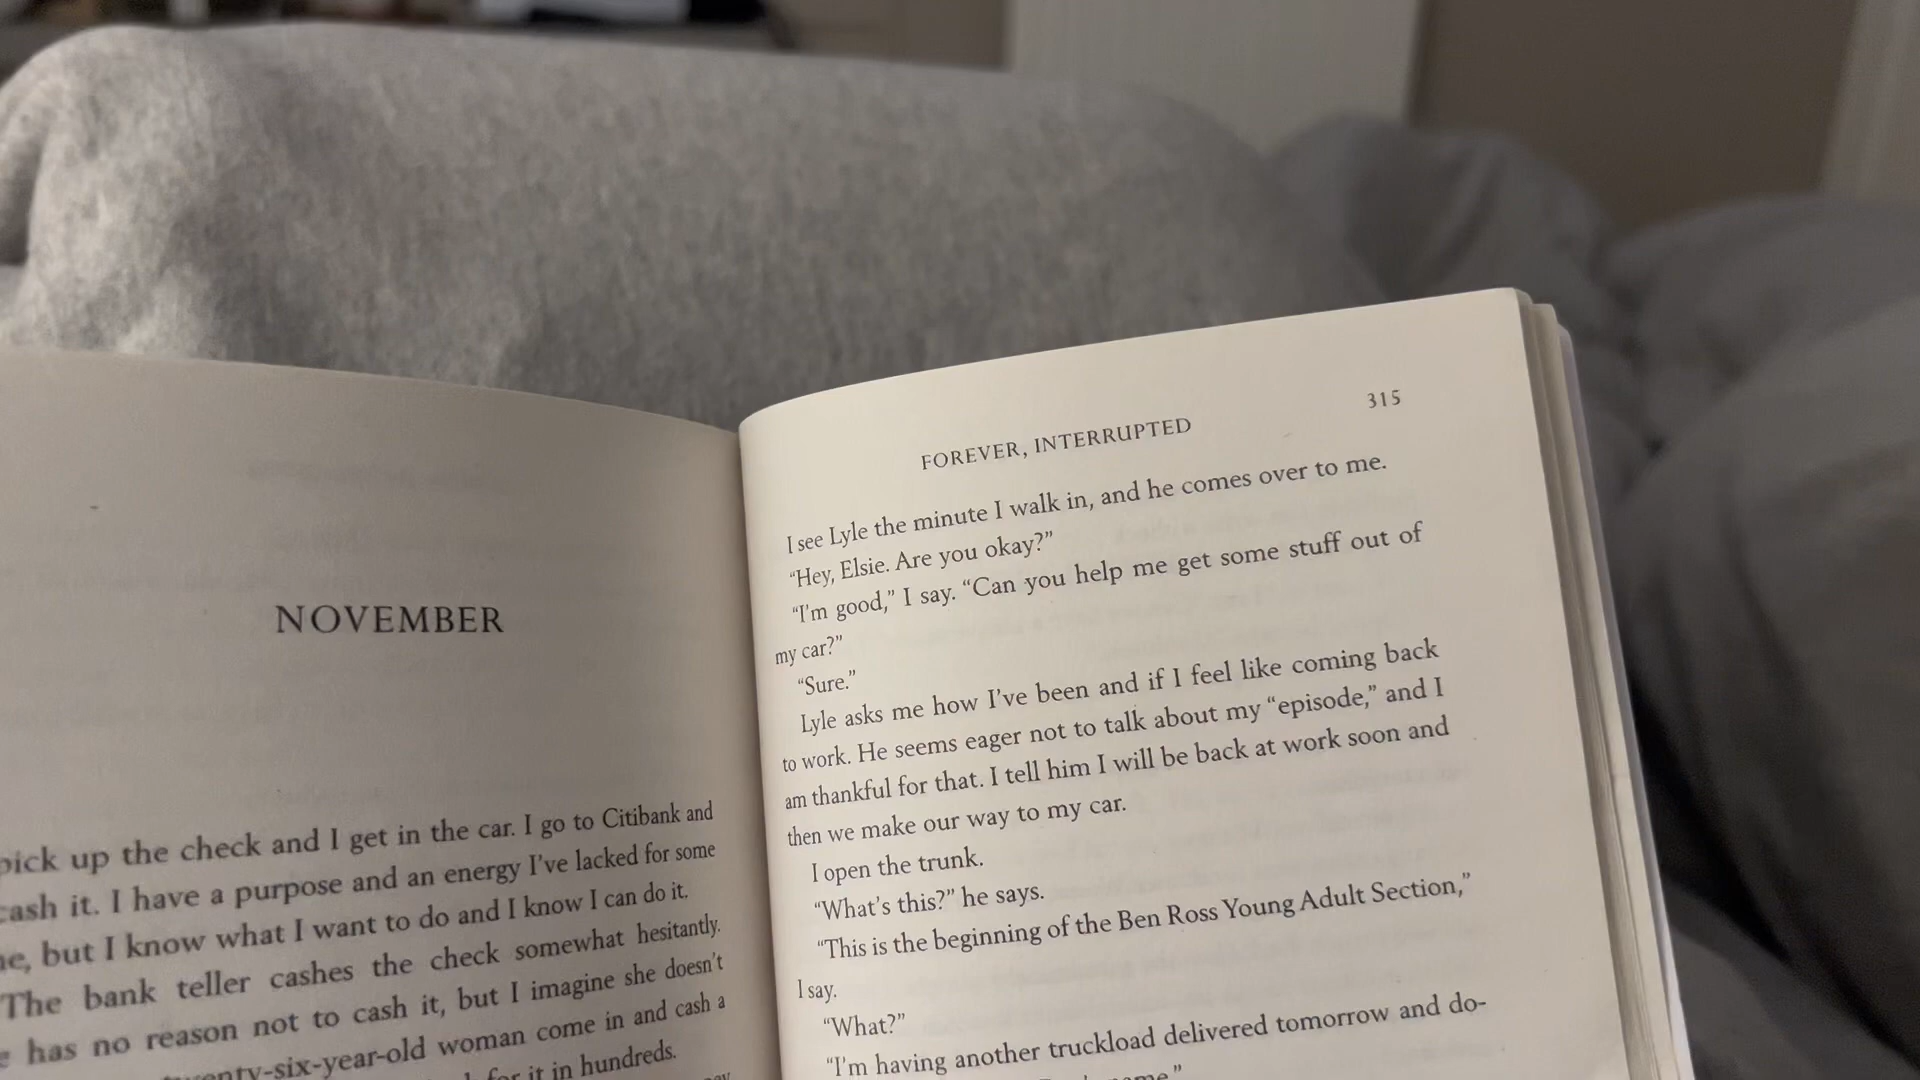 NOVEMBER
pick up the check and I get in the car. I go to Citibank and
cash it. I have a purpose and an energy I've lacked for some
but I know what I want to do and I know I can do it.
The bank teller cashes the check somewhat hesitantly.
has no reason not to cash it, but I imagine she doesn't
twenty-six-year-old woman come in and cash a
for it in hundreds.
FOREVER, INTERRUPTED
315
I see Lyle the minute I walk in, and he comes over to me.
“Hey, Elsie. Are you okay?”
“I'm good,” I say. “Can you help me get some stuff out of
my car?”
“Sure.”
Lyle asks me how I've been and if I feel like coming back
to work. He seems eager not to talk about my “episode,” and I
am thankful for that. I tell him I will be back at work soon and
then we make our way to my car.
I open the trunk.
“What's this?” he says.
“This is the beginning of the Ben Ross Young Adult Section,”
I say.
“What?”
“I'm having another truckload delivered tomorrow and do-